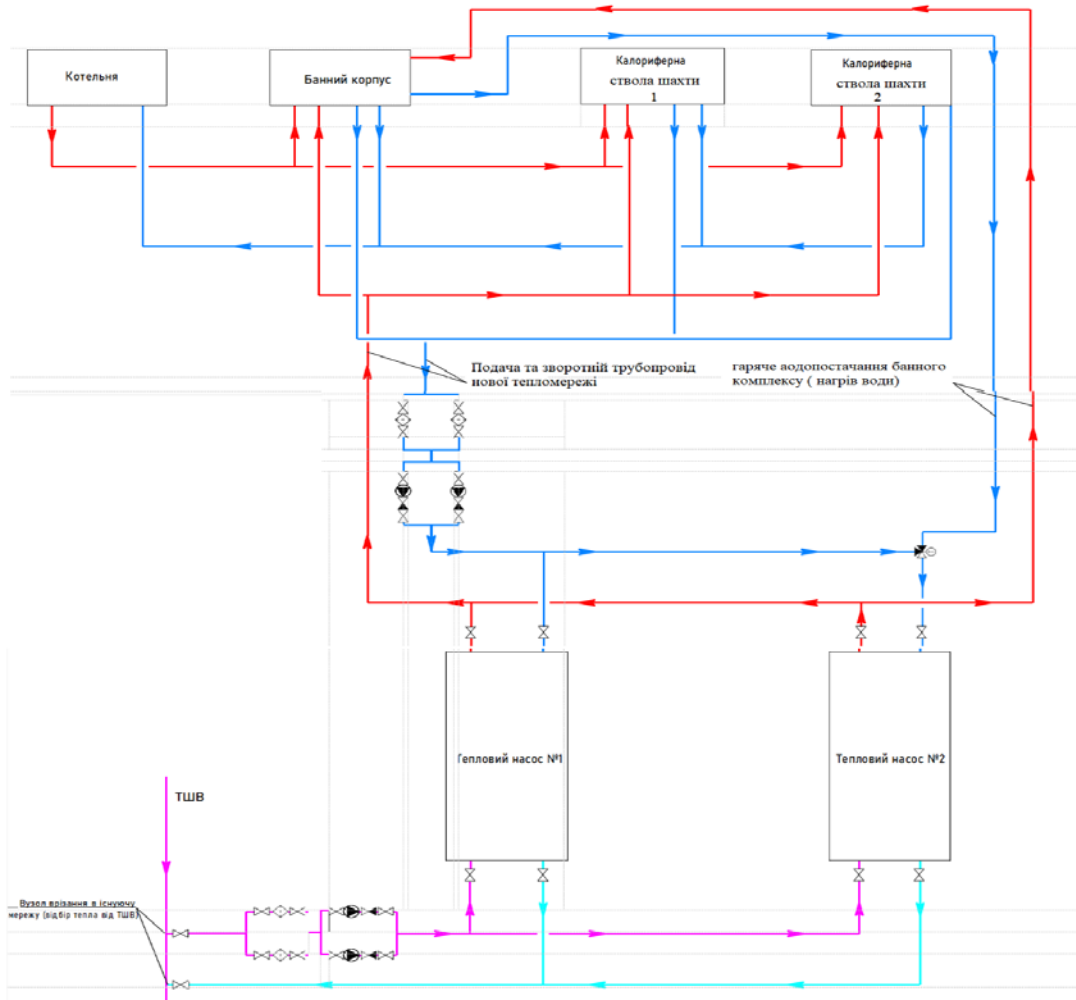 Котельня
Банний корпус
Калориферна
ствола шахти
1
Калориферна
ствола шахти
2
Подача та зворотній трубопровід
нової тепломережі
гаряче аодопостачання банного
комплексу ( нагрів води)
Тепловий насос №1
Тепловий насос №2
ТШВ
Вузол врізання в існуючу
мережу (відбір тепла від ТШВ)